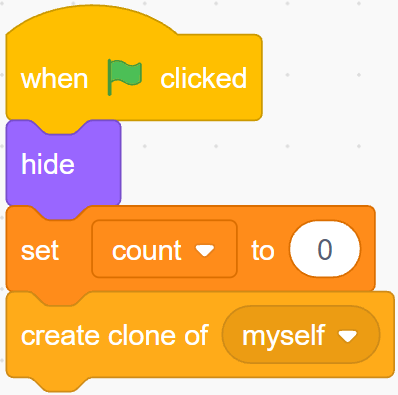 when clicked
hide
set count to 0
create clone of myself